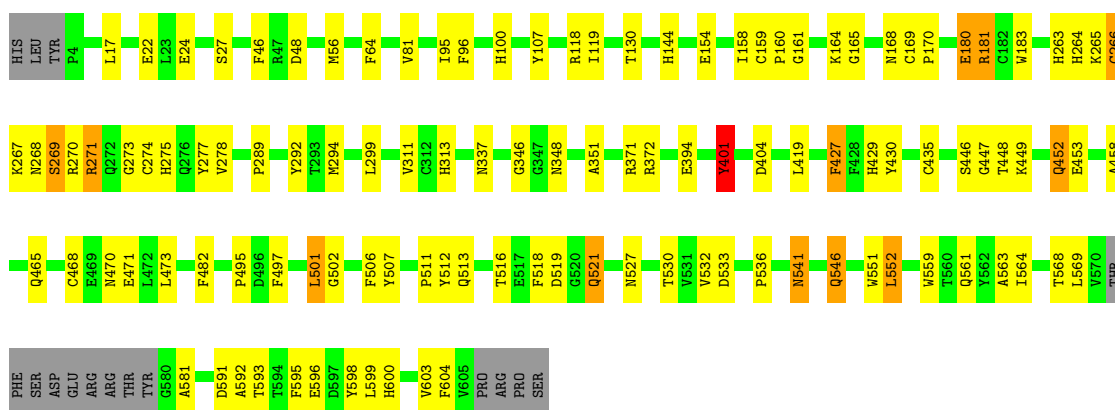 HIS LEU TYR P4 L17 E22 L23 E24 S27 F46 R47 D48 M56 F64 V81 I95 F96 H100 Y107 R118 I119 T130 H144 E154 I158 C159 P160 G161 K164 G165 N168 C169 P170 E180 R181 C182 W183 H263 H264 K265 C266
K267 N268 S269 R270 R271 Q272 G273 C274 H275 Q276 Y277 V278 P289 Y292 T293 M294 L299 V311 C312 H313 N337 G346 G347 N348 A351 R371 R372 E394 Y401 D404 L419 F427 F428 H429 Y430 C435 S446 G447 T448 K449 Q452 E453 A458
Q465 C468 E469 N470 E471 L472 L473 F482 P495 D496 F497 L501 G502 F506 Y507 P511 Y512 Q513 T516 E517 F518 D519 G520 Q521 N527 T530 V531 V532 D533 P536 N541 Q546 W551 L552 W559 T560 Q561 Y562 A563 I564 T568 L569 V570 THR
PHE SER ASP GLU ARG ARG THR TYR G580 A581 D591 A592 T593 T594 F595 E596 D597 Y598 L599 H600 V603 F604 V605 PRO ARG PRO SER